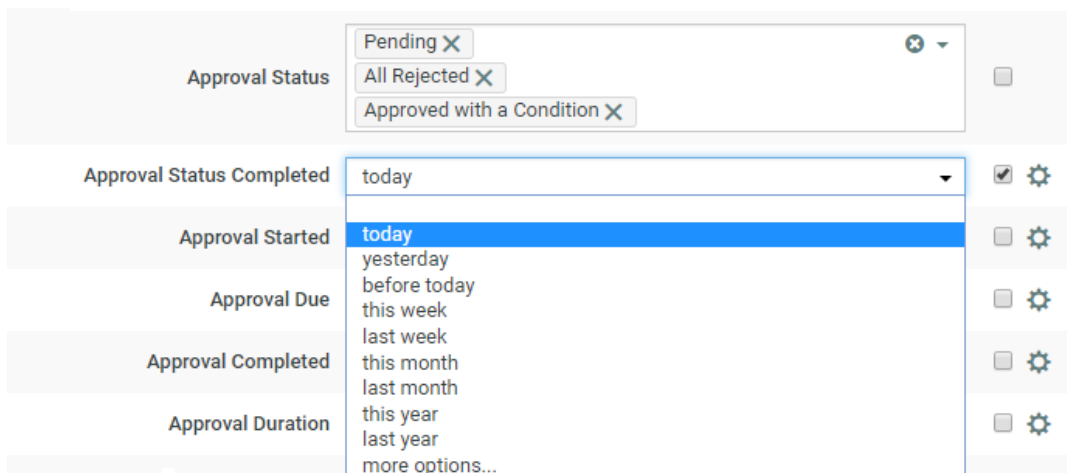 Approval Status
Pending
All Rejected
Approved with a Condition
Approval Status Completed
today
today
yesterday
before today
this week
last week
this month
last month
this year
last year
more options...
Approval Started
Approval Due
Approval Completed
Approval Duration